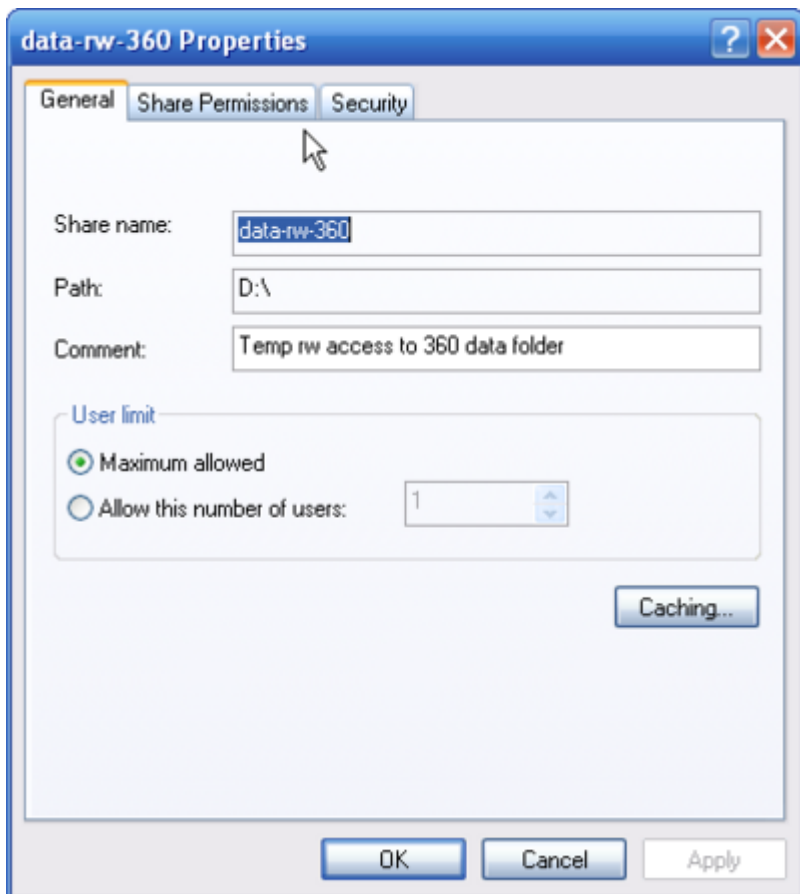 data-rw-360 Properties
General Share Permissions Security
Share name: data-rw-360
Path: D:\
Comment: Temp rw access to 360 data folder
User limit
Maximum allowed
Allow this number of users: 1
Caching...
OK Cancel Apply